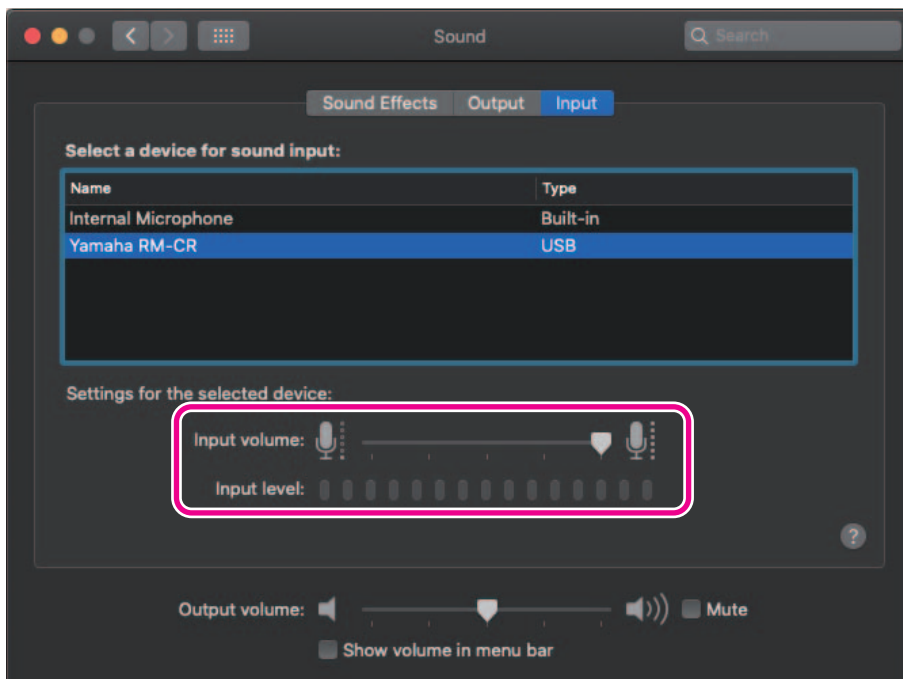 Sound
Search
Sound Effects Output Input
Select a device for sound input:
Name Type
Internal Microphone Built-in
Yamaha RM-CR USB
Settings for the selected device:
Input volume:
Input level:
?
Output volume: Mute
Show volume in menu bar